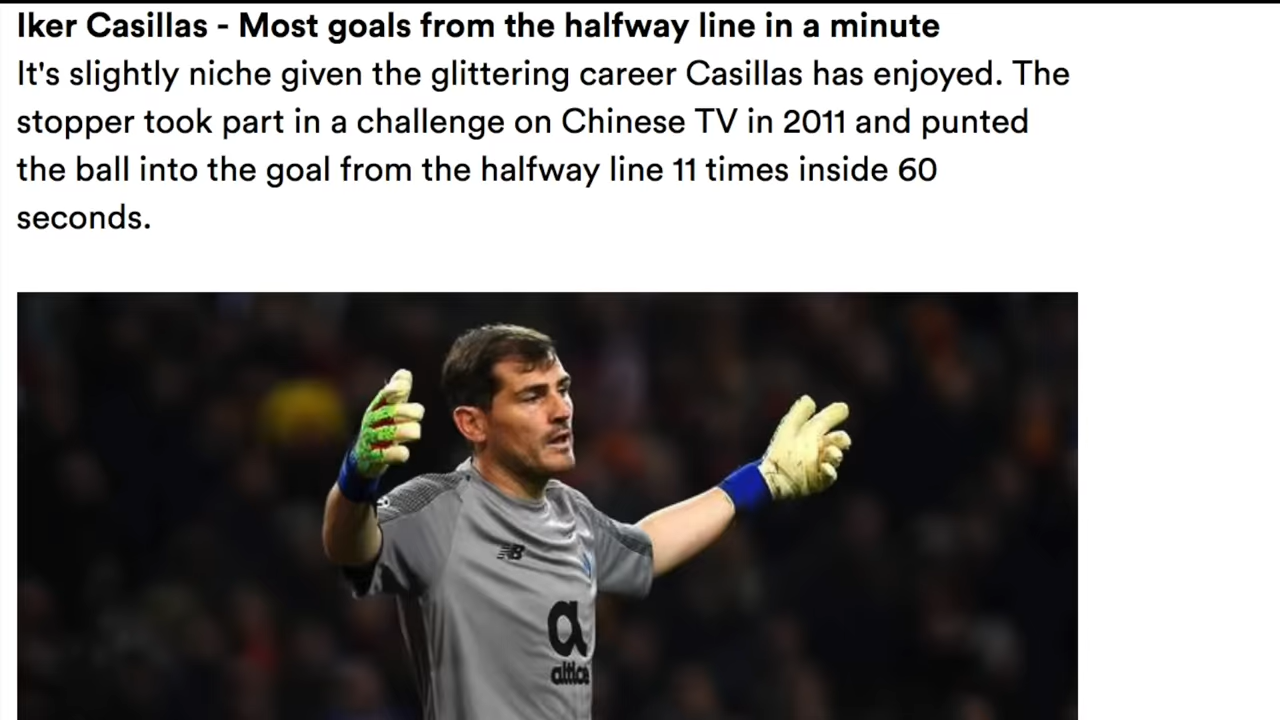 Iker Casillas - Most goals from the halfway line in a minute
It's slightly niche given the glittering career Casillas has enjoyed. The
stopper took part in a challenge on Chinese TV in 2011 and punted
the ball into the goal from the halfway line 11 times inside 60
seconds.
NB
altice